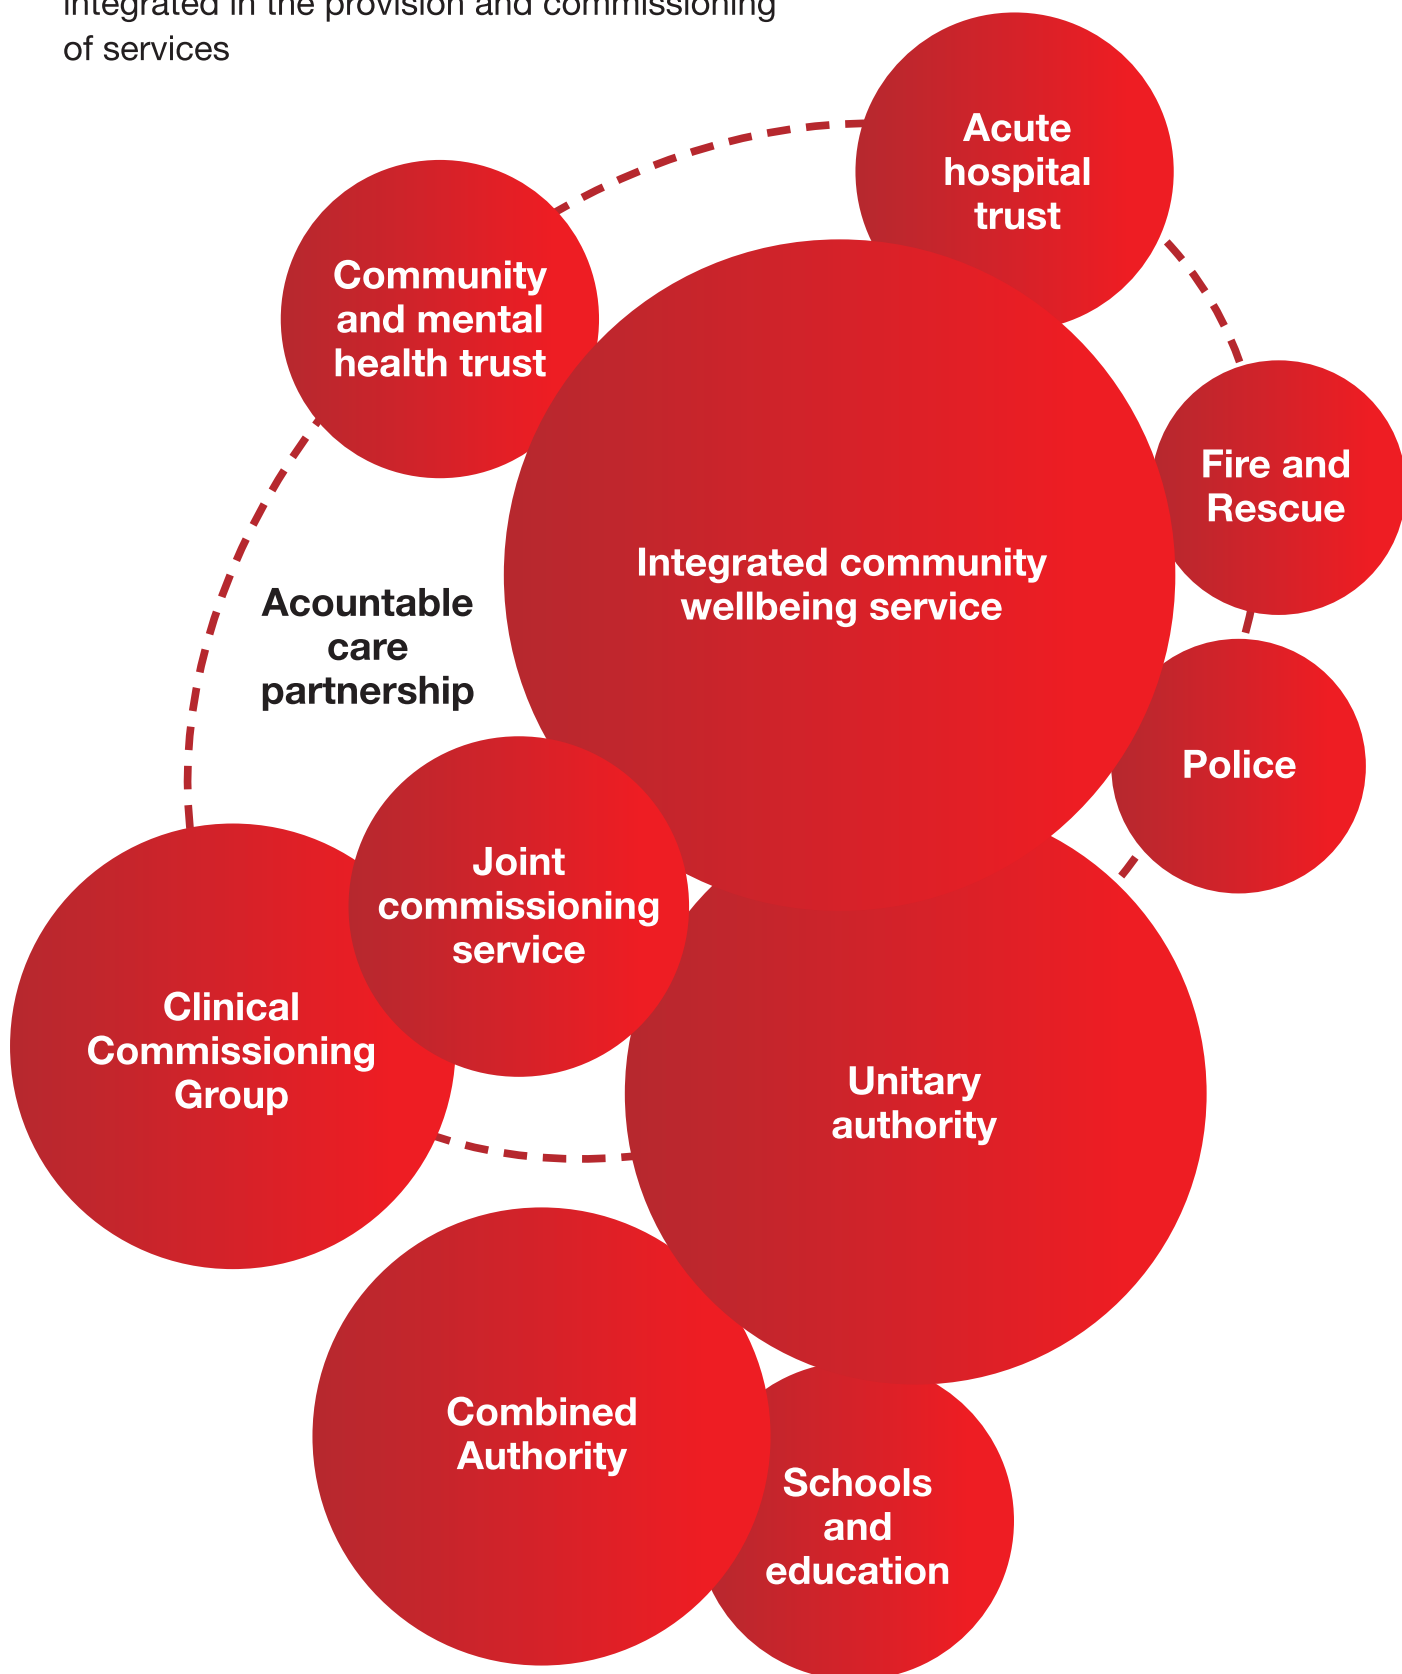 integrated in the provision and commissioning
of services
Acute
hospital
trust
Community
and mental
health trust
Fire and
Rescue
Integrated community
wellbeing service
Acountable
care
partnership
Police
Joint
commissioning
service
Clinical
Commissioning
Group
Unitary
authority
Combined
Authority
Schools
and
education